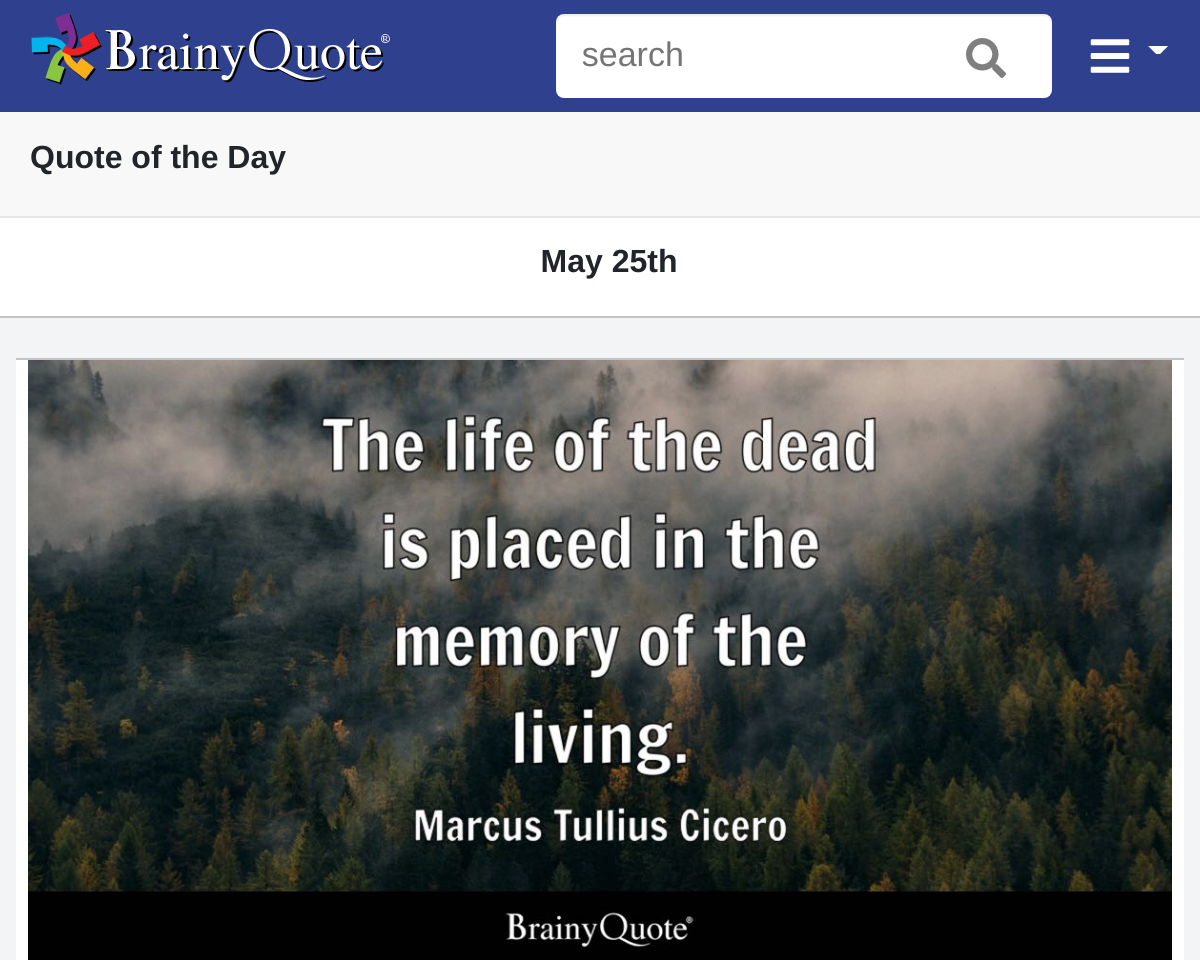 BrainyQuote®
search
Quote of the Day
May 25th
The life of the dead
is placed in the
memory of the
living.
Marcus Tullius Cicero
BrainyQuote®